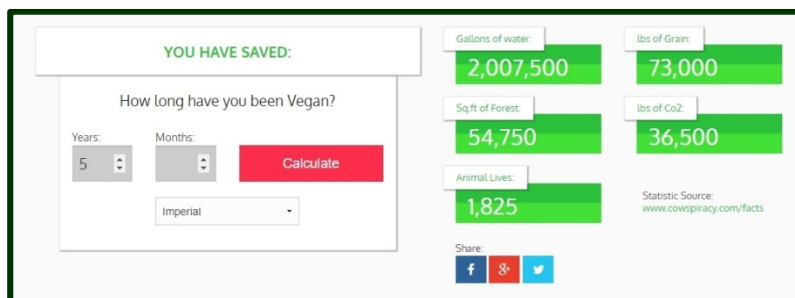 YOU HAVE SAVED:
How long have you been Vegan?
Years:
Months:
5
Calculate
Imperial
Gallons of water:
2,007,500
lbs of Grain:
73,000
Sq.ft of Forest:
54,750
lbs of Co2:
36,500
Animal Lives:
1,825
Statistic Source:
www.cowspiracy.com/facts
Share:
f
g+